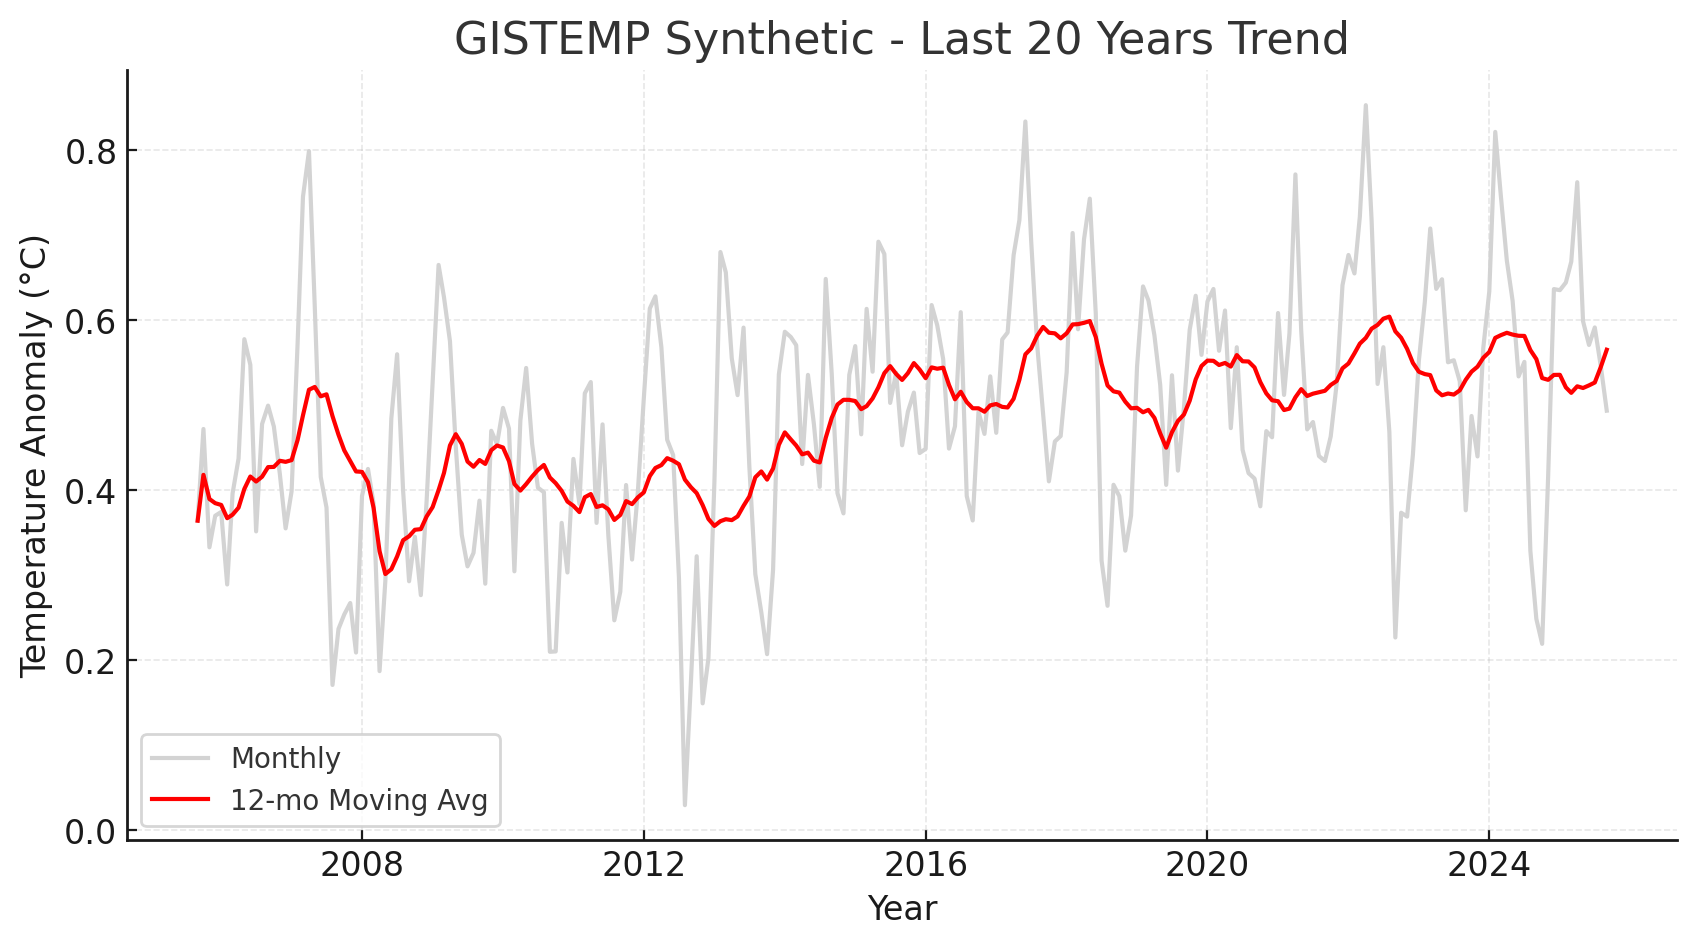 GISTEMP Synthetic - Last 20 Years Trend
Temperature Anomaly (°C)
0.8
0.6
0.4
0.2
0.0
Monthly
12-mo Moving Avg
2008 2012 2016 2020 2024
Year